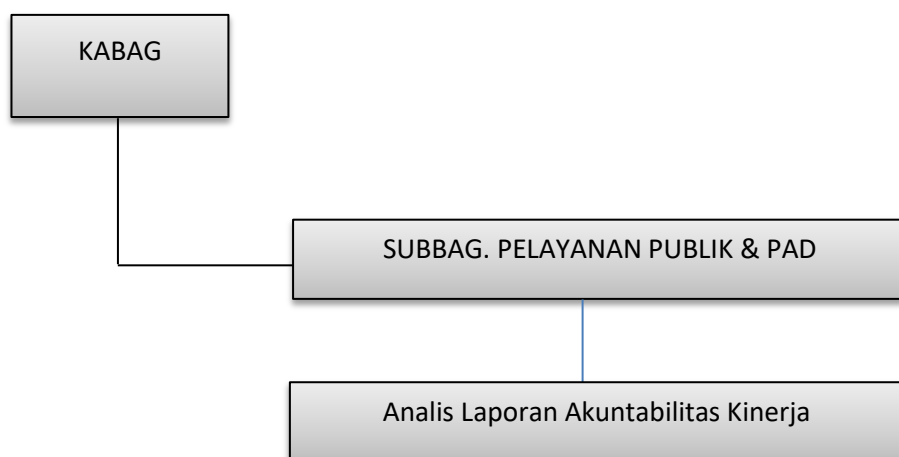 KABAG
SUBBAG. PELAYANAN PUBLIK & PAD
Analis Laporan Akuntabilitas Kinerja